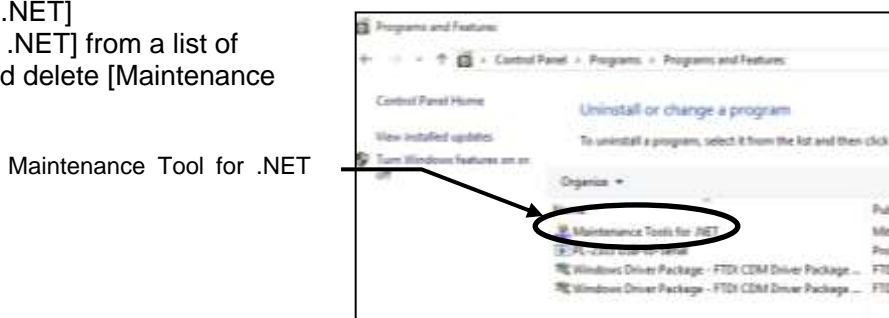 .NET]
.NET] from a list of
d delete [Maintenance
Maintenance Tool for .NET
Programs and Features
Control Panel › Programs › Programs and Features
Control Panel Home
View installed updates
Turn Windows features on or
off
Uninstall or change a program
To uninstall a program, select it from the list and then click
Organize
Maintenance Tools for .NET
Windows Driver Package - FTDI CDM Driver Package ... FTD
Windows Driver Package - FTDI CDM Driver Package ... FTD